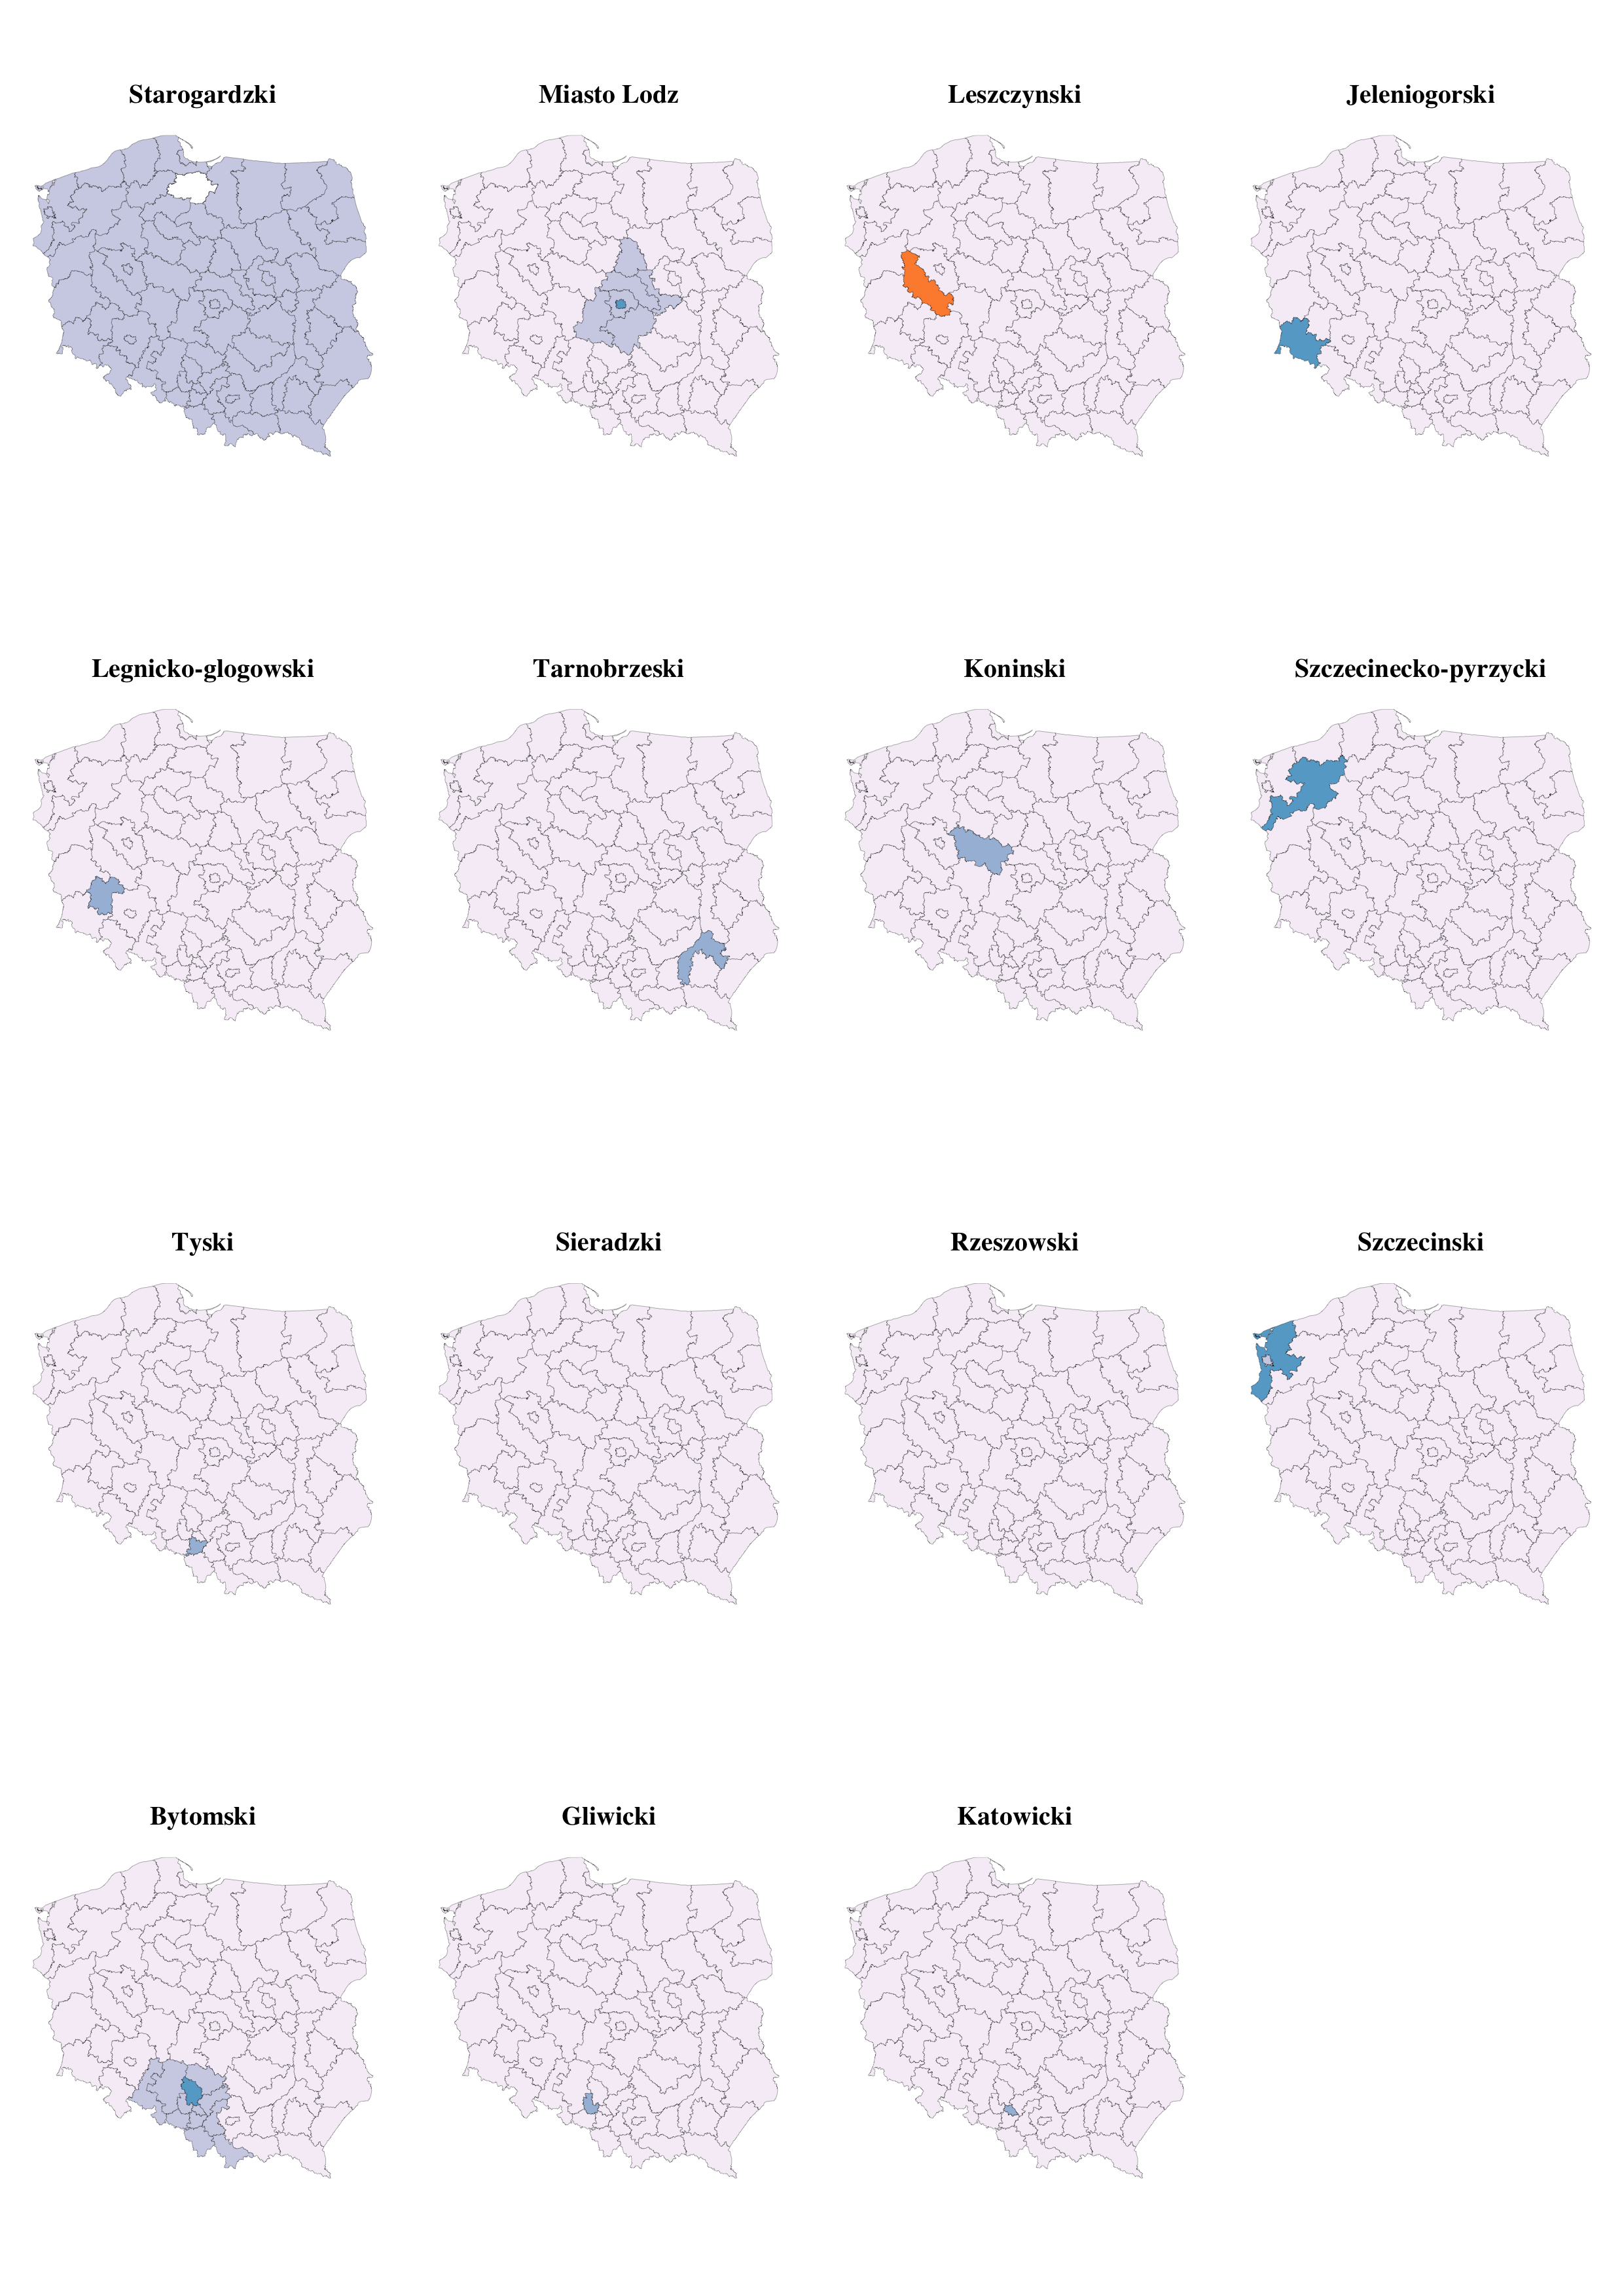 Starogardzki
Miasto Lodz
Leszczynski
Jeleniogorski
Legnicko-glogowski
Tarnobrzeski
Koninski
Szczecinecko-pyrzycki
Tyski
Sieradzki
Rzeszowski
Szczecinski
Bytomski
Gliwicki
Katowicki